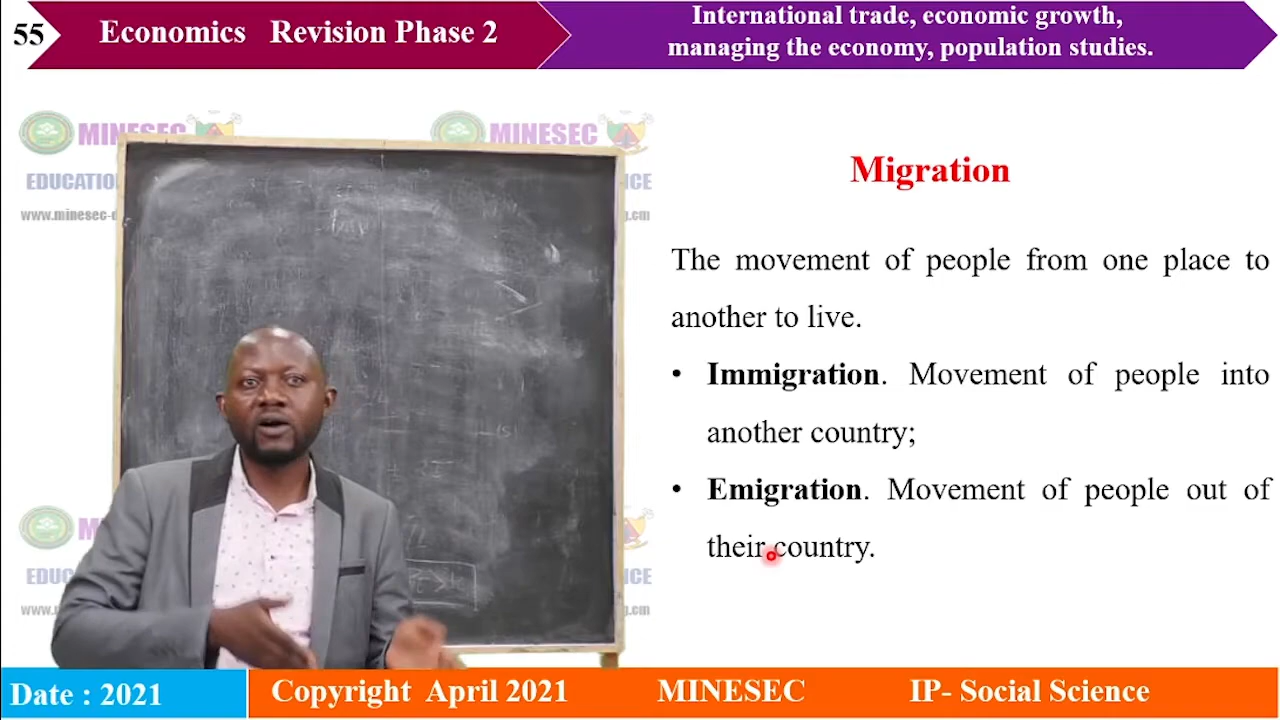 55
Economics Revision Phase 2
International trade, economic growth,
managing the economy, population studies.
MINESEC
MINESEC
EDUCATIO
www.minesec-d
Migration
The movement of people from one place to
another to live.
• Immigration. Movement of people into
another country;
• Emigration. Movement of people out of
their country.
Date : 2021
Copyright April 2021
MINESEC
IP- Social Science